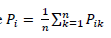 e P_i = \frac{1}{n} \sum_{k=1}^{n} P_{ik}